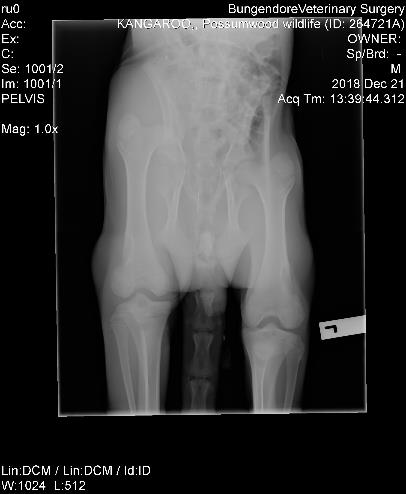 ru0
BungendoreVeterinary Surgery
Acc:
KANGAROO,, Possumwood wildlife (ID: 264721A)
Ex:
OWNER:
C:
Sp/Brd: -
Se: 1001/2
M
Im: 1001/1
2018 Dec 21
PELVIS
Acq Tm: 13:39:44.312
Mag: 1.0x
L
Lin:DCM / Lin:DCM / Id:ID
W:1024 L:512